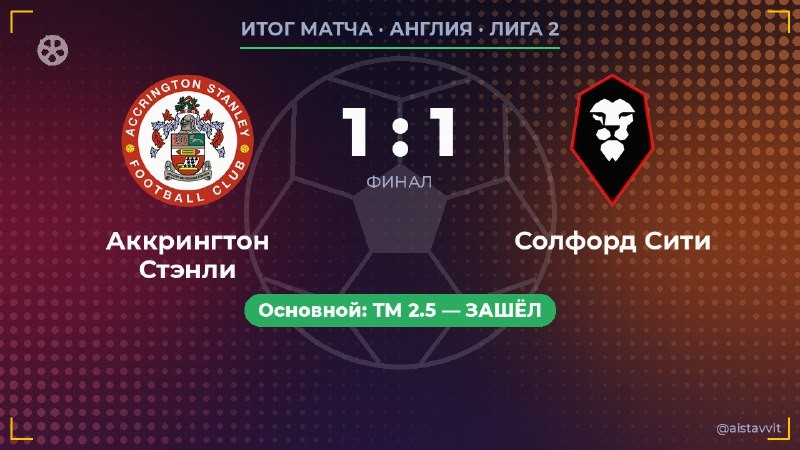 ИТОГ МАТЧА · АНГЛИЯ · ЛИГА 2
ACCRINGTON STANLEY
FOOTBALL CLUB
1 : 1
ФИНАЛ
Аккрингтон
Стэнли
Солфорд Сити
Основной: ТМ 2.5 — ЗАШЁЛ
@aistavvit